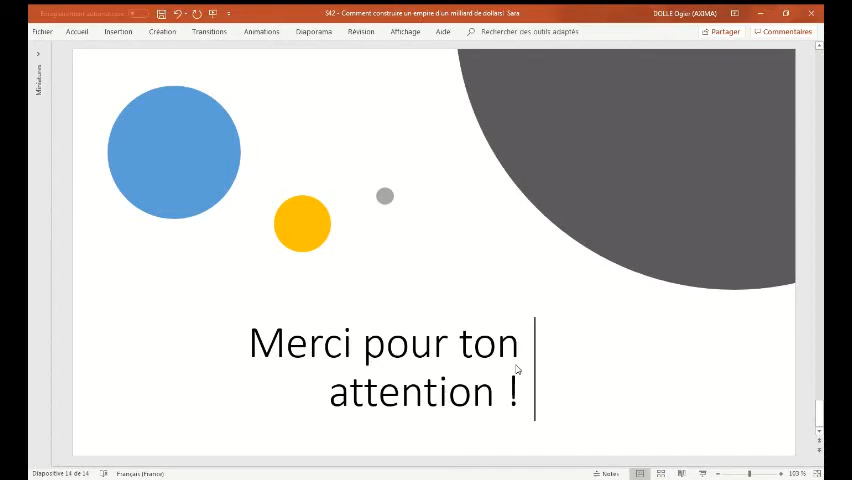 Enregistrement automatique
S42 - Comment construire un empire d'un milliard de dollars! Sara
DOLLE Ogier (AXIMA)
Fichier Accueil Insertion Création Transitions Animations Diaporama Révision Affichage Aide Rechercher des outils adaptés Partager Commentaires
Miniatures
Merci pour ton
attention !
Diapositive 14 de 14 Français (France) Notes 103 %